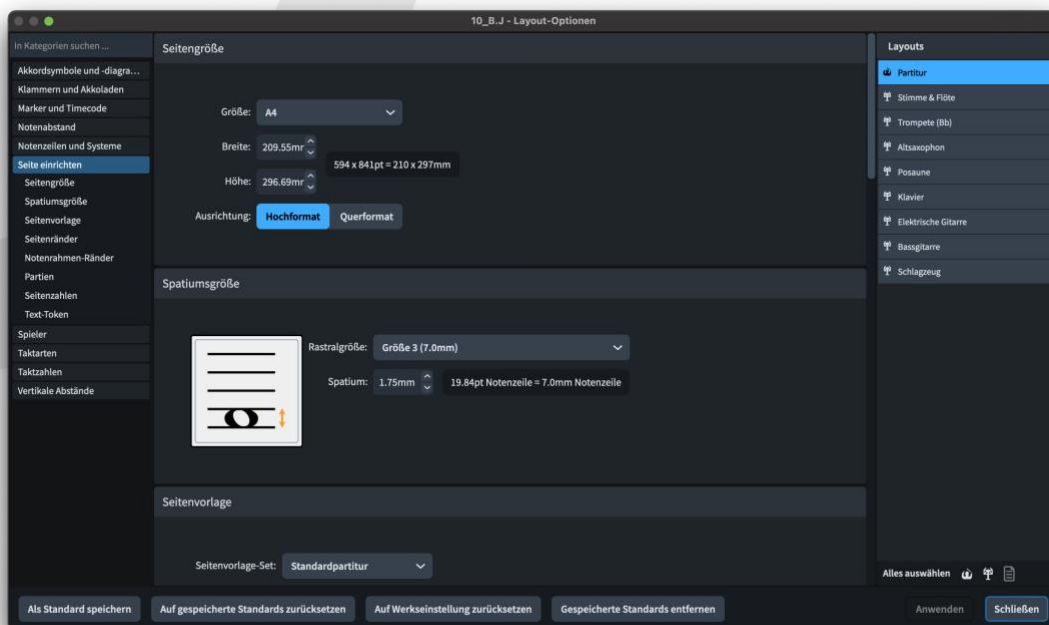 10_B.J - Layout-Optionen
In Kategorien suchen ...
Akkordsymbole und -diagra...
Klammern und Akkoladen
Marker und Timecode
Notenabstand
Notenzeilen und Systeme
Seite einrichten
Seitengröße
Spatiumsgröße
Seitenvorlage
Seitenränder
Notenrahmen-Ränder
Partien
Seitenzahlen
Text-Token
Spieler
Taktarten
Taktzahlen
Vertikale Abstände
Seitengröße
Größe: A4
Breite: 209.55mr
594 x 841pt = 210 x 297mm
Höhe: 296.69mr
Ausrichtung: Hochformat Querformat
Spatiumsgröße
Rastralgröße: Größe 3 (7.0mm)
Spatium: 1.75mm 19.84pt Notenzeile = 7.0mm Notenzeile
Seitenvorlage
Seitenvorlage-Set: Standardpartitur
Layouts
Partitur
Stimme & Flöte
Trompete (Bb)
Altsaxophon
Posaune
Klavier
Elektrische Gitarre
Bassgitarre
Schlagzeug
Alles auswählen
Als Standard speichern Auf gespeicherte Standards zurücksetzen Auf Werkseinstellung zurücksetzen Gespeicherte Standards entfernen Anwenden Schließen